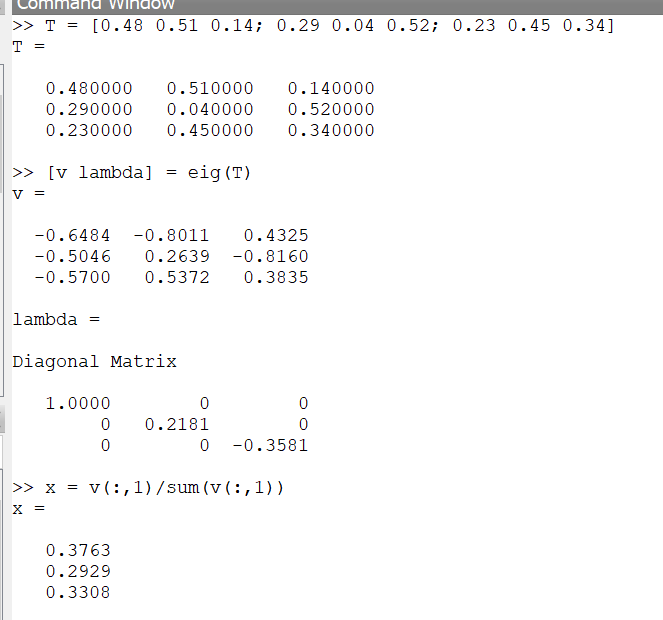 Command Window
>> T = [0.48 0.51 0.14; 0.29 0.04 0.52; 0.23 0.45 0.34]
T =
0.480000 0.510000 0.140000
0.290000 0.040000 0.520000
0.230000 0.450000 0.340000
>> [v lambda] = eig(T)
v =
-0.6484 -0.8011 0.4325
-0.5046 0.2639 -0.8160
-0.5700 0.5372 0.3835
lambda =
Diagonal Matrix
1.0000 0 0
0 0.2181 0
0 0 -0.3581
>> x = v(:,1)/sum(v(:,1))
x =
0.3763
0.2929
0.3308